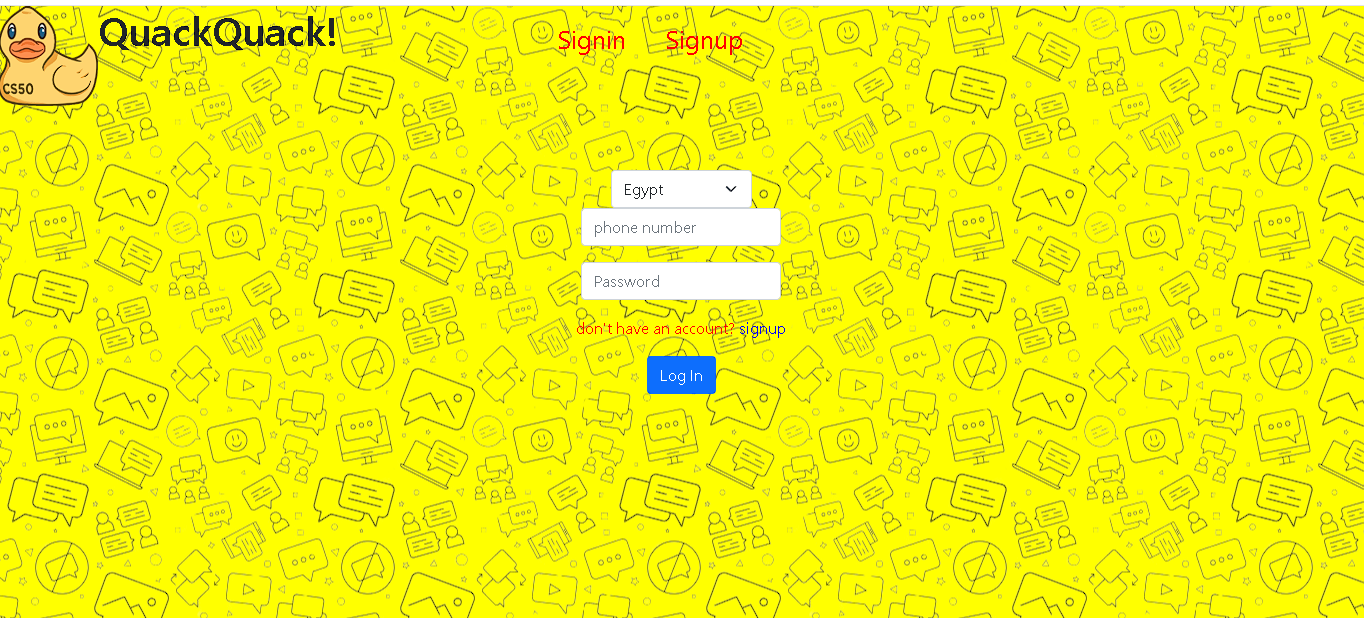 QuackQuack!
Signin Signup
CS50
Egypt
phone number
Password
don't have an account? signup
Log In